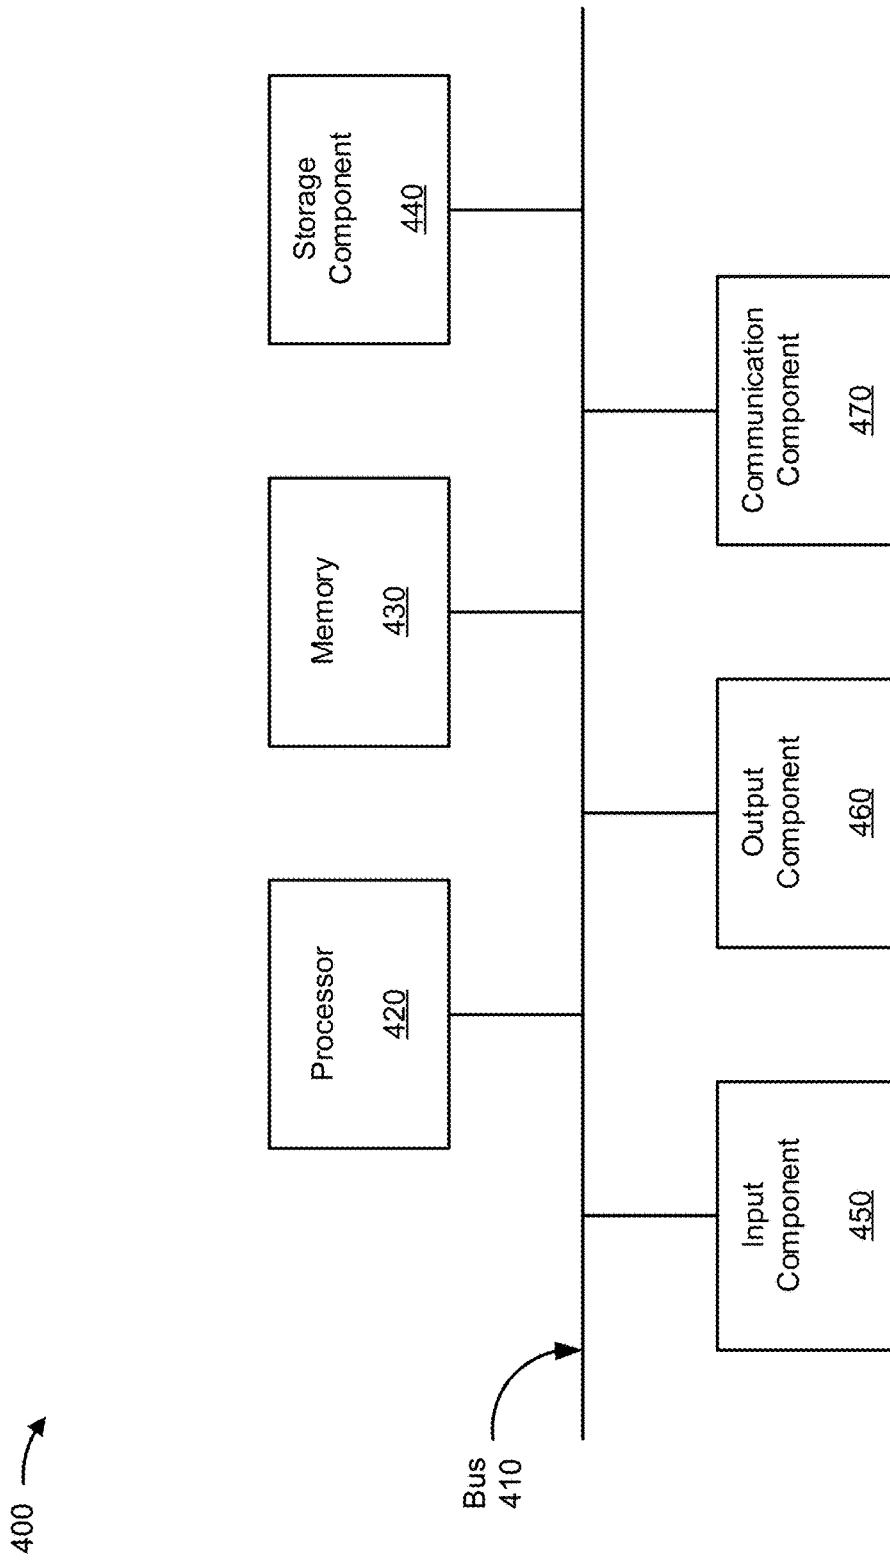 400
Processor
420
Memory
430
Storage
Component
440
Bus
410
Input
Component
450
Output
Component
460
Communication
Component
470